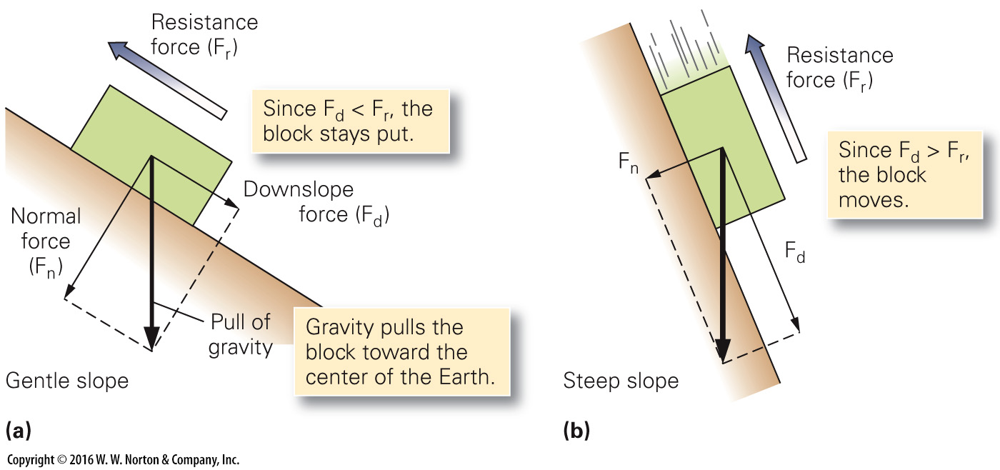 Resistance
force (Fr)
Since Fd < Fr, the
block stays put.
Downslope
force (Fd)
Normal
force
(Fn)
Pull of
gravity
Gravity pulls the
block toward the
center of the Earth.
Gentle slope
(a)
Resistance
force (Fr)
Fn
Since Fd > Fr,
the block
moves.
Fd
Steep slope
(b)
Copyright © 2016 W. W. Norton & Company, Inc.